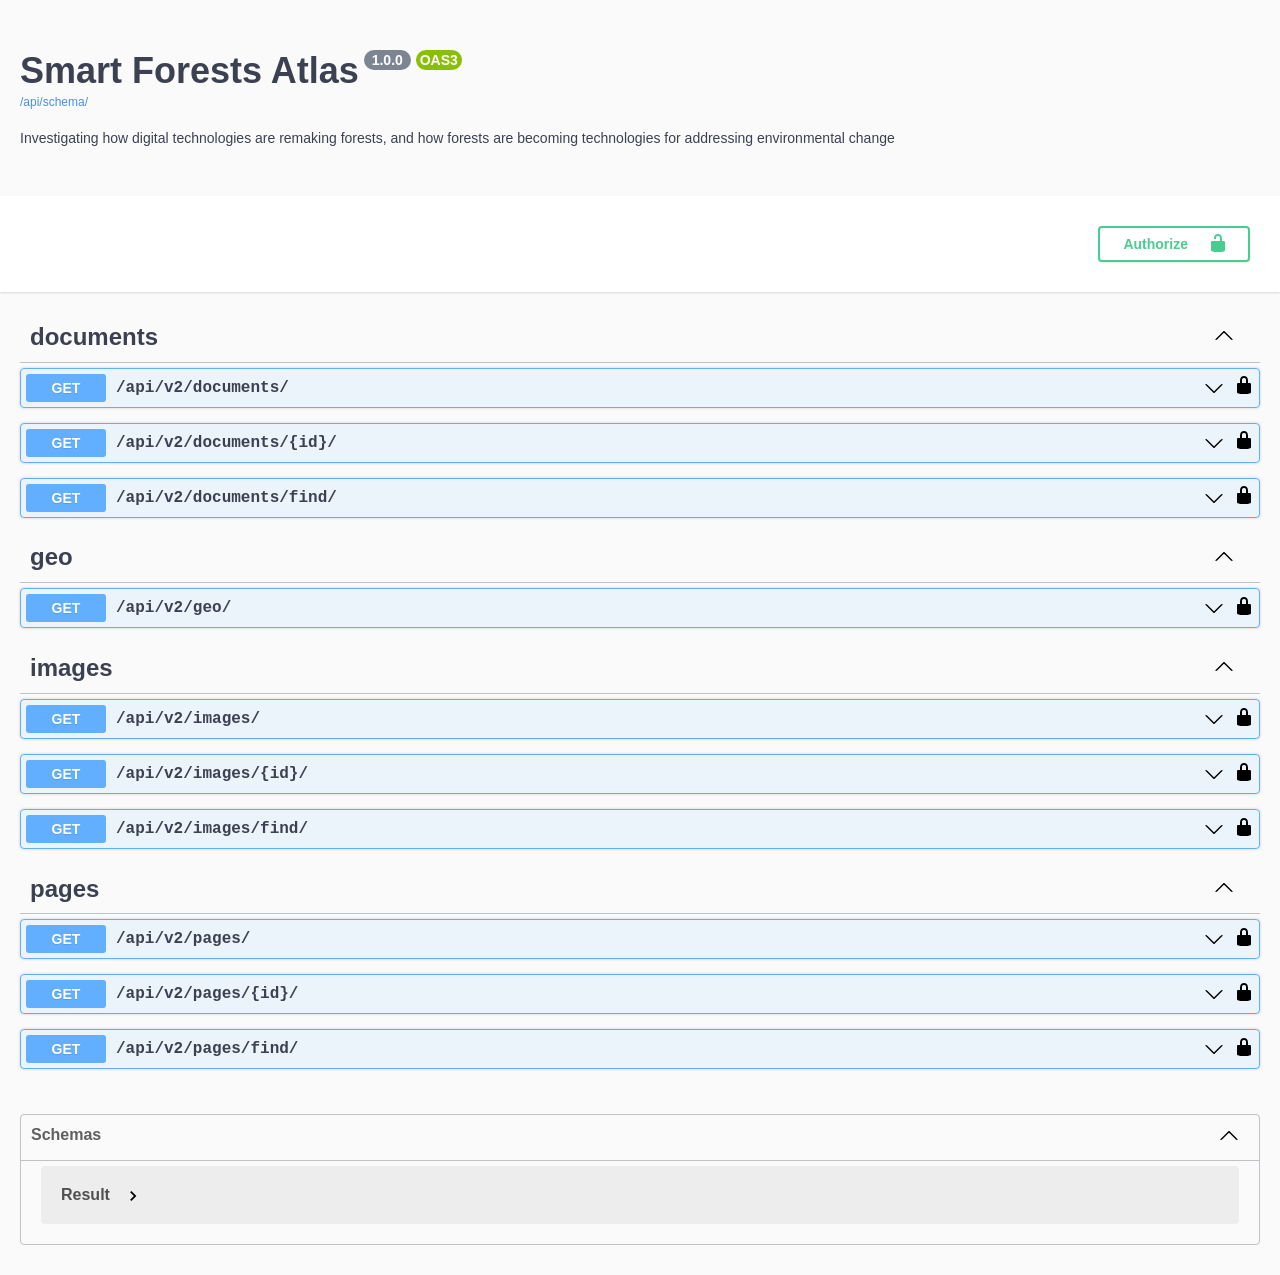 Smart Forests Atlas 1.0.0 OAS3
/api/schema/
Investigating how digital technologies are remaking forests, and how forests are becoming technologies for addressing environmental change
Authorize
documents
GET /api/v2/documents/
GET /api/v2/documents/{id}/
GET /api/v2/documents/find/
geo
GET /api/v2/geo/
images
GET /api/v2/images/
GET /api/v2/images/{id}/
GET /api/v2/images/find/
pages
GET /api/v2/pages/
GET /api/v2/pages/{id}/
GET /api/v2/pages/find/
Schemas
Result